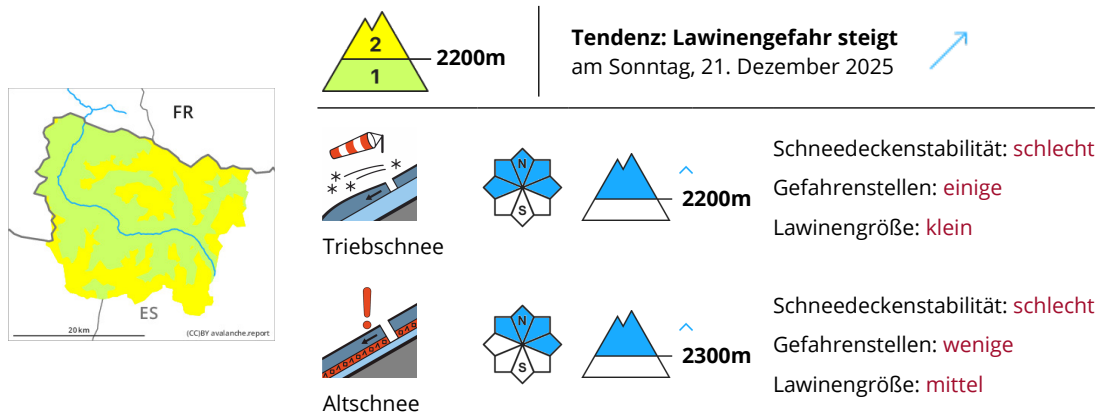 2
1
2200m
Tendenz: Lawinengefahr steigt
am Sonntag, 21. Dezember 2025
FR
ES
20 km
(CC)BY avalanche.report
N
S
2200m
Triebschnee
Schneedeckenstabilität: schlecht
Gefahrenstellen: einige
Lawinengröße: klein
N
S
2300m
Altschnee
Schneedeckenstabilität: schlecht
Gefahrenstellen: wenige
Lawinengröße: mittel